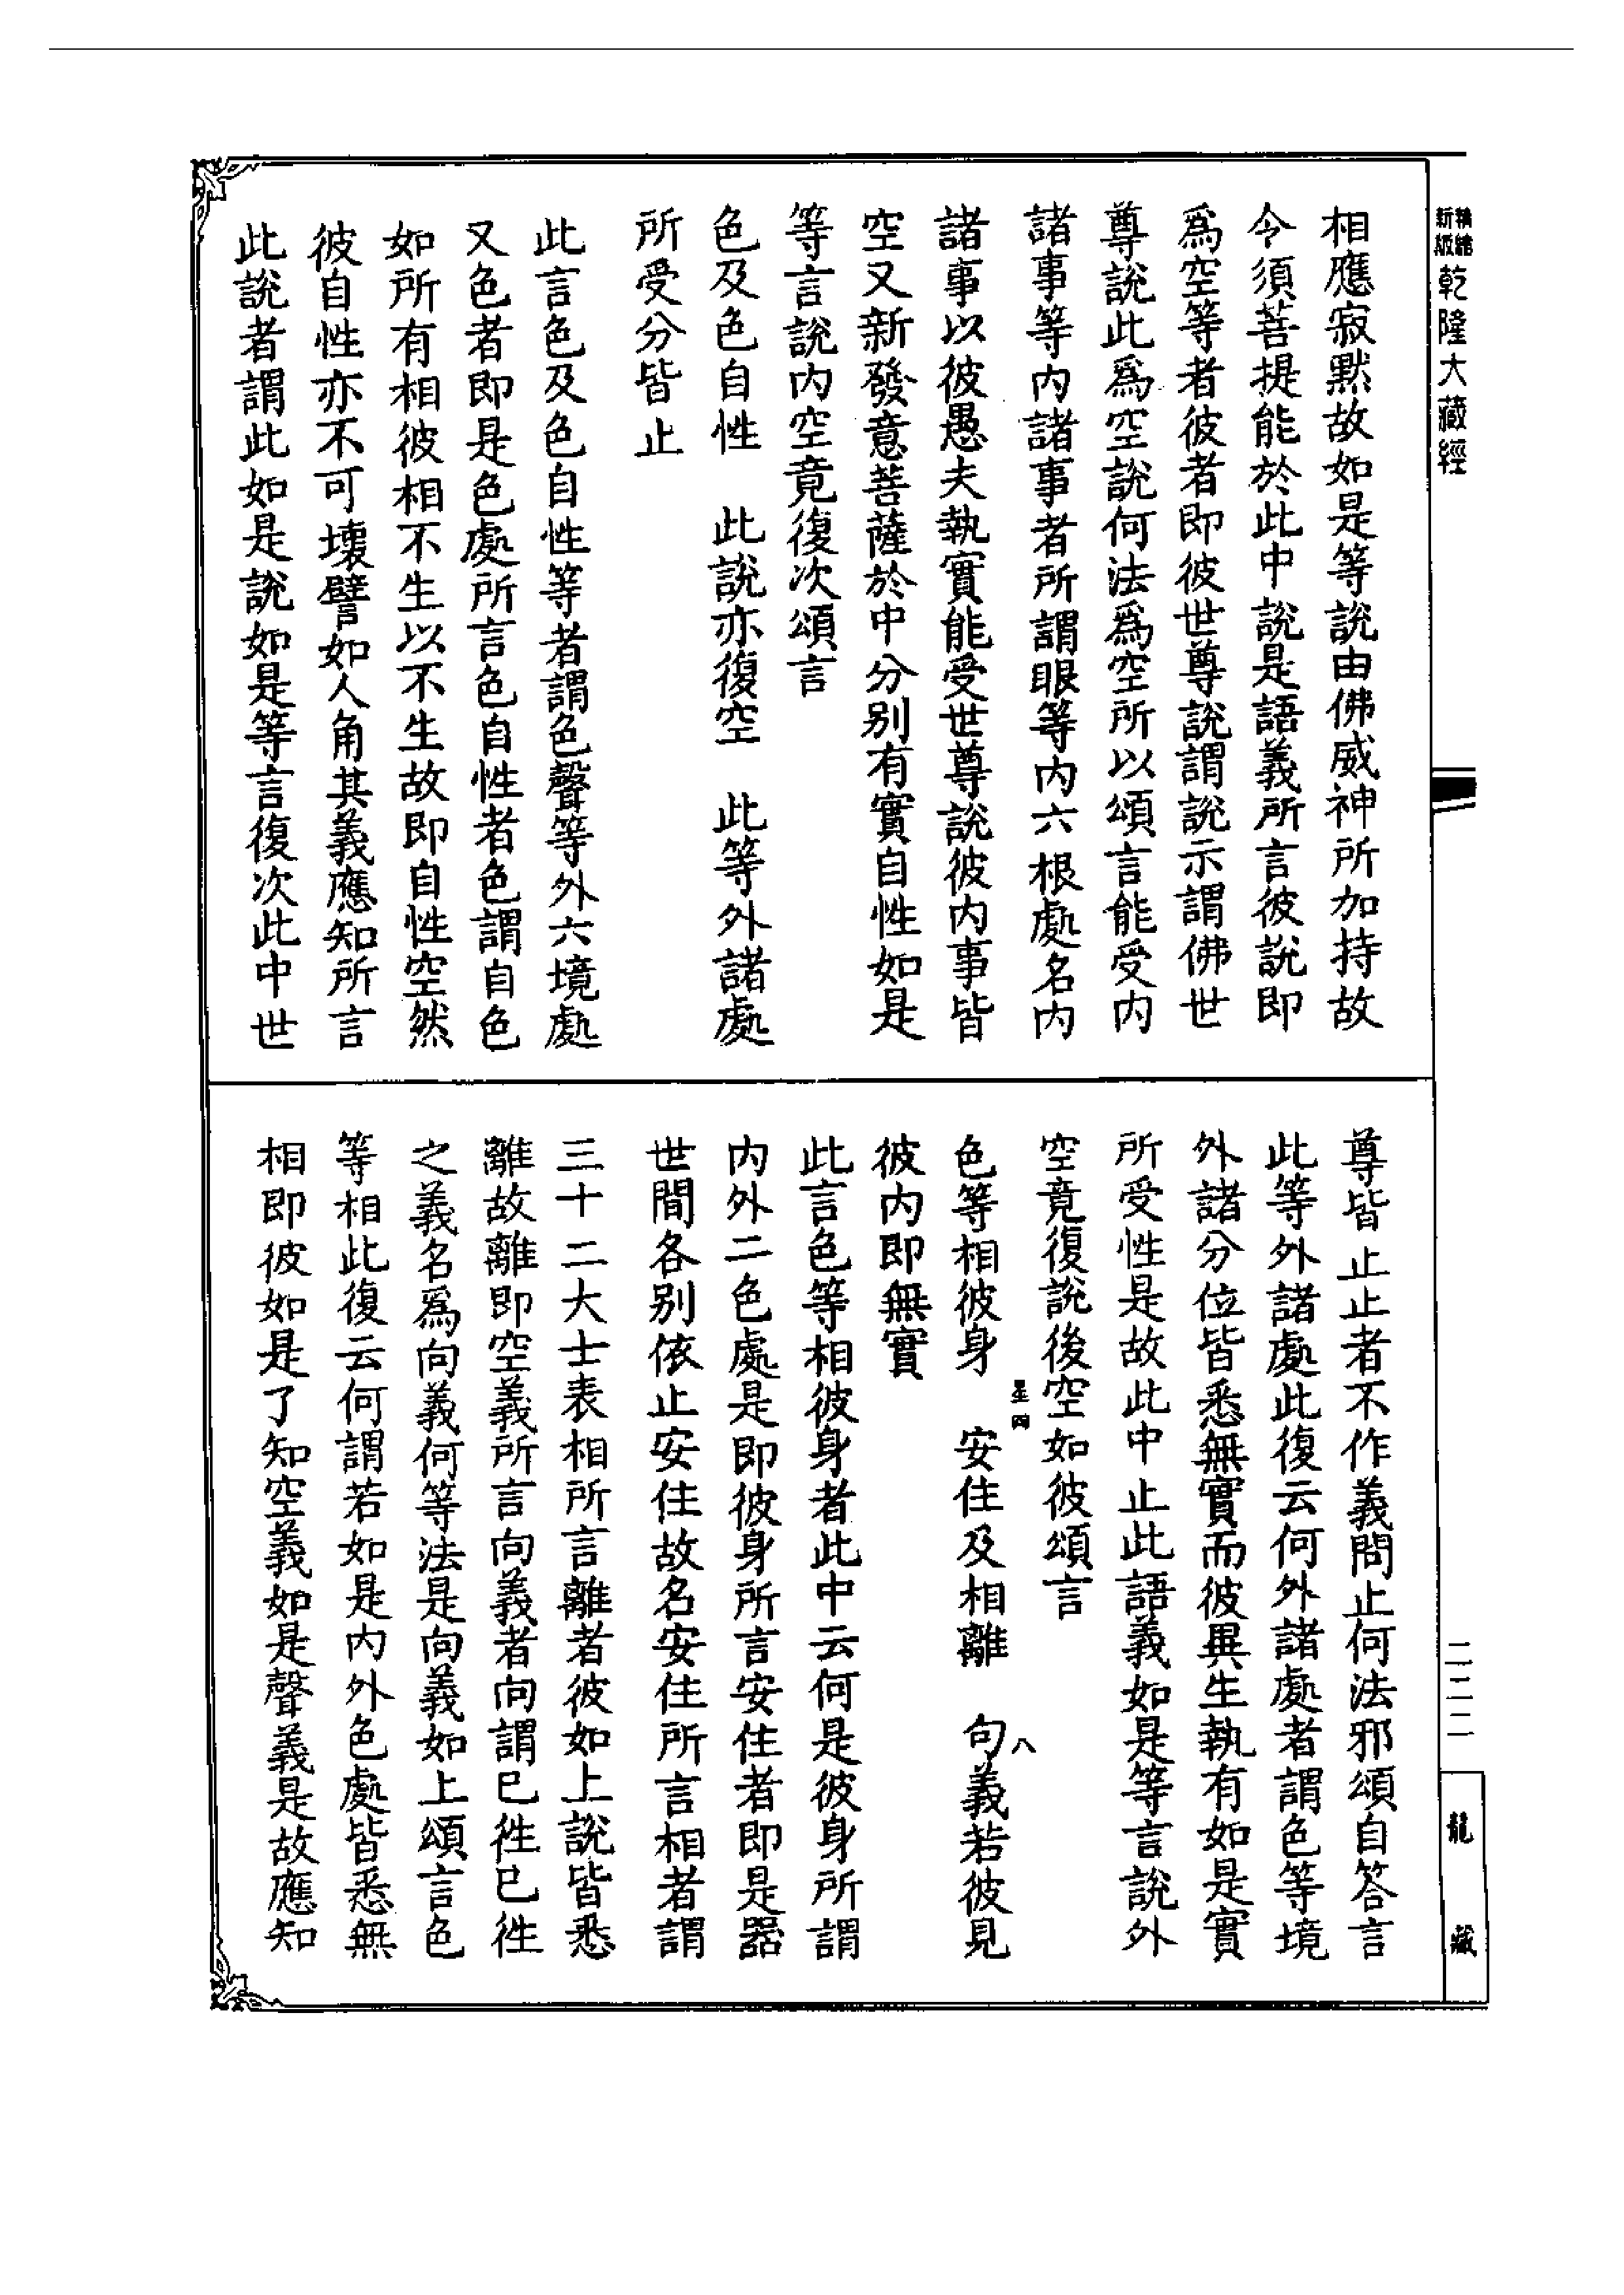 精縮新版乾隆大藏經
相應寂默故如是等說由佛威神所加持故
今須菩提能於此中說是語義所言彼說即
爲空等者彼者即彼世尊說謂說示謂佛世
尊說此爲空說何法爲空所以頌言能受内
諸事等内諸事者所謂眼等内六根處名内
諸事以彼愚夫執實能受世尊說彼内事皆
空又新發意菩薩於中分别有實自性如是
等言說内空竟復次頌言
色及色自性　此說亦復空　此等外諸處
所受分皆止
此言色及色自性等者謂色聲等外六境處
又色者即是色處所言色自性者色謂自色
如所有相彼相不生以不生故即自性空然
彼自性亦不可壞譬如人角其義應知所言
此說者謂此如是說如是等言復次此中世
尊皆止止者不作義問止何法邪頌自答言
此等外諸處此復云何外諸處者謂色等境
外諸分位皆悉無實而彼異生執有如是實
所受性是故此中止此語義如是等言說外
空竟復說後空如彼頌言
星四　八
色等相彼身　安住及相離　句義若彼見
彼内即無實
此言色等相彼身者此中云何是彼身所謂
内外二色處是即彼身所言安住者即是器
世間各别依止安住故名安住所言相者謂
三十二大士表相所言離者彼如上說皆悉
離故離即空義所言向義者向謂已徃已徃
之義名爲向義何等法是向義如上頌言色
等相此復云何謂若如是内外色處皆悉無
相即彼如是了知空義如是聲義是故應知
二二二
龍藏